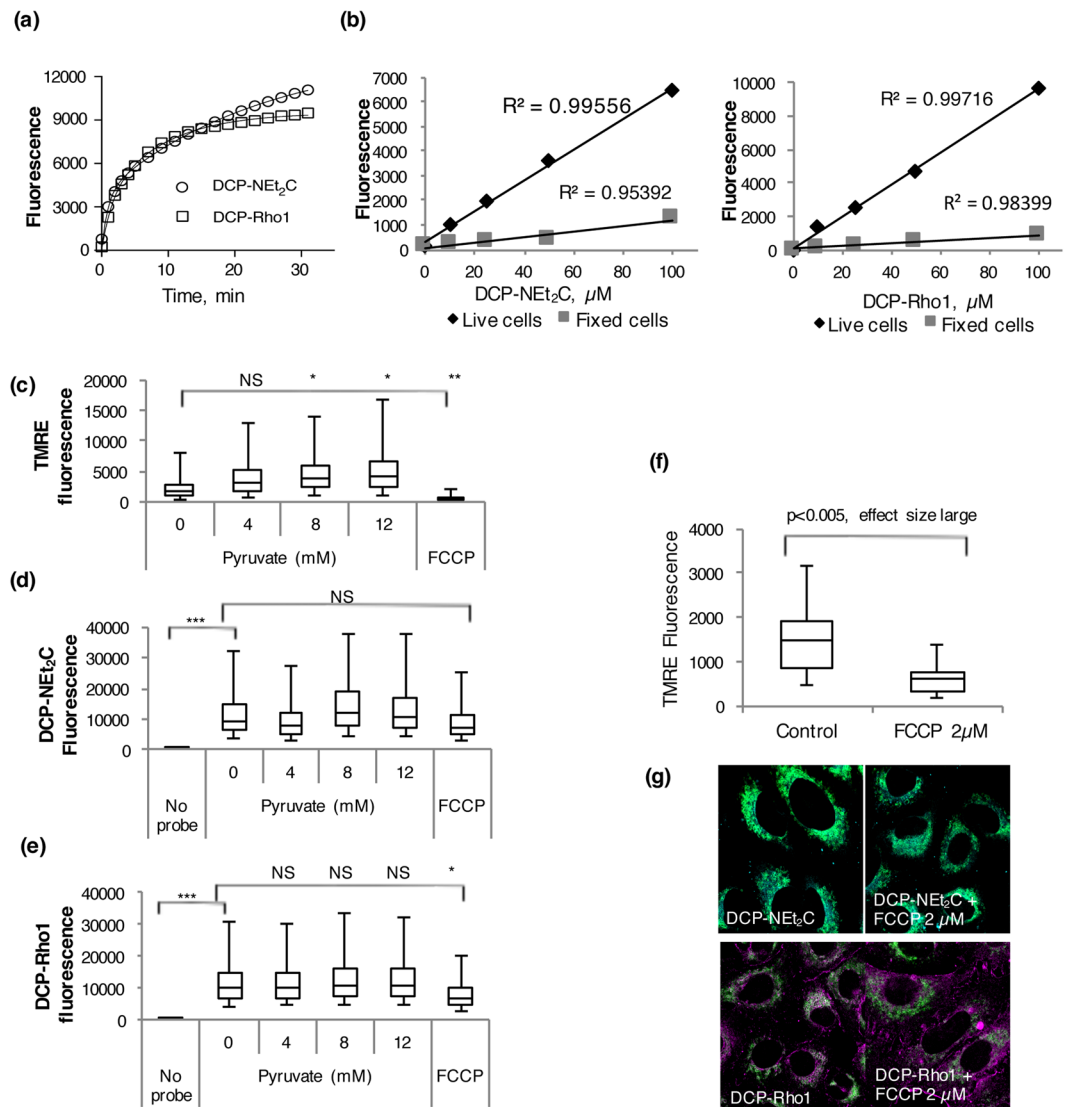 (a)
12000
9000
6000
3000
0
Fluorescence
0 10 20 30
Time, min
DCP-NEt₂C
DCP-Rho1
(b)
7000
6000
5000
4000
3000
2000
1000
0
Fluorescence
R² = 0.99556
R² = 0.95392
0 20 40 60 80 100
DCP-NEt₂C, µM
Live cells Fixed cells
10000
8000
6000
4000
2000
0
Fluorescence
R² = 0.99716
R² = 0.98399
0 20 40 60 80 100
DCP-Rho1, µM
Live cells Fixed cells
(c)
TMRE
fluorescence
20000
15000
10000
5000
0
NS * * **
0 4 8 12
Pyruvate (mM) FCCP
(d)
DCP-NEt₂C
Fluorescence
40000
30000
20000
10000
0
*** NS
0 4 8 12
No
probe
Pyruvate (mM) FCCP
(e)
DCP-Rho1
fluorescence
40000
30000
20000
10000
0
*** NS NS NS *
0 4 8 12
No
probe
Pyruvate (mM) FCCP
(f)
p<0.005, effect size large
TMRE Fluorescence
4000
3000
2000
1000
0
Control FCCP 2µM
(g)
DCP-NEt₂C
DCP-NEt₂C +
FCCP 2 µM
DCP-Rho1
DCP-Rho1 +
FCCP 2 µM